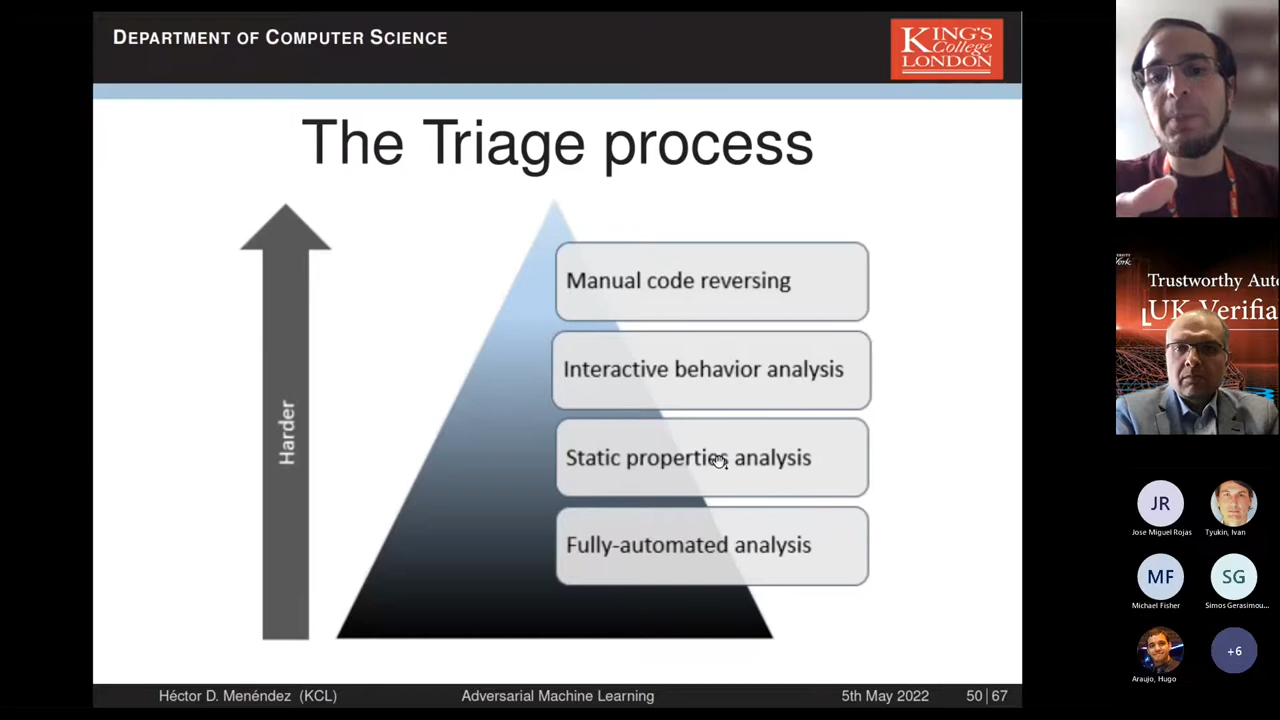 DEPARTMENT OF COMPUTER SCIENCE
KING'S
College
LONDON
The Triage process
Harder
Manual code reversing
Interactive behavior analysis
Static properties analysis
Fully-automated analysis
Héctor D. Menéndez (KCL)
Adversarial Machine Learning
5th May 2022
50|67
Trustworthy Auto
UK Verifia
JR
Jose Miguel Rojas
Tyukin, Ivan
MF
Michael Fisher
SG
Simos Gerasimou...
Araujo, Hugo
+6